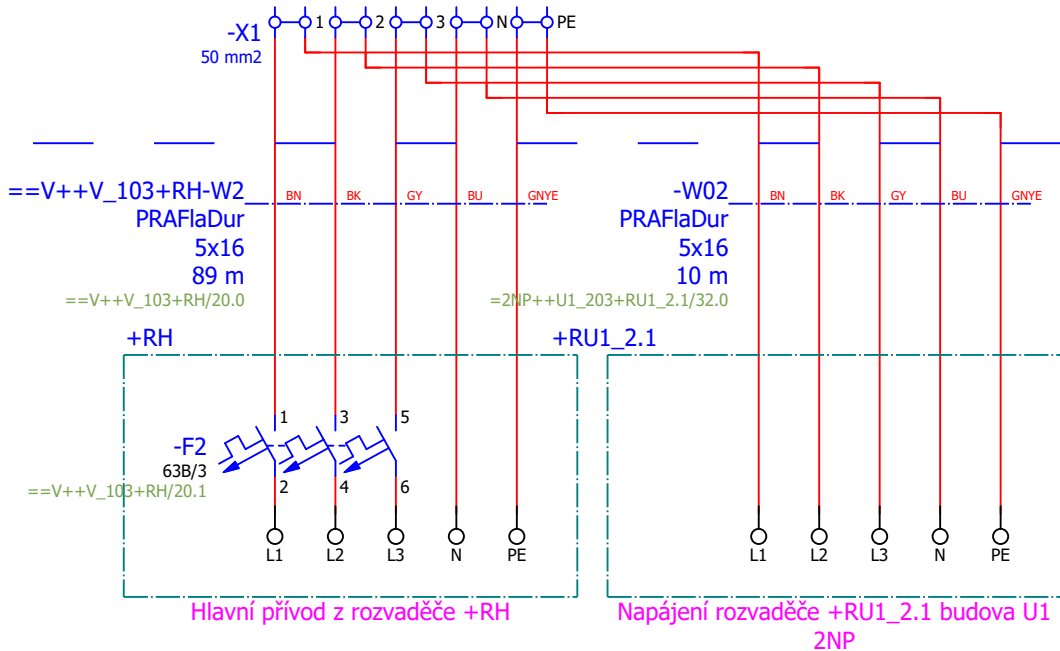 1 2 3 N PE
-X1
50 mm2
==V++V_103+RH-W2 BN BK GY BU GNYE
PRAFlaDur
5x16
89 m
==V++V_103+RH/20.0
-W02 BN BK GY BU GNYE
PRAFlaDur
5x16
10 m
=2NP++U1_203+RU1_2.1/32.0
+RH
+RU1_2.1
1 3 5
-F2
63B/3
==V++V_103+RH/20.1
2 4 6
L1 L2 L3 N PE
L1 L2 L3 N PE
Hlavní přívod z rozvaděče +RH
Napájení rozvaděče +RU1_2.1 budova U1
2NP